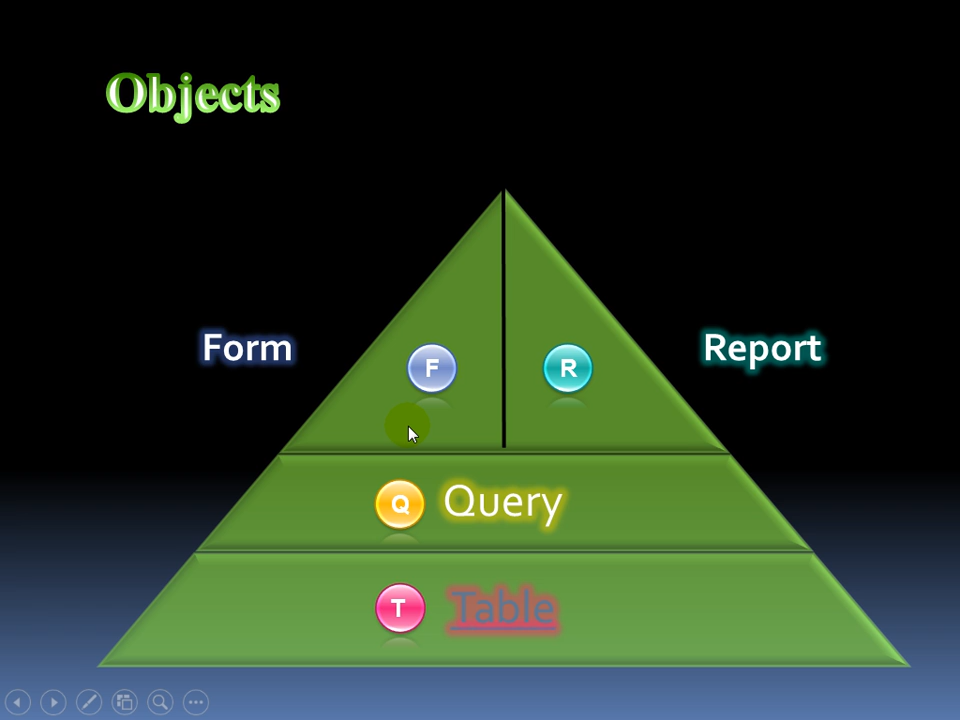 Objects
Form
F
R
Report
Q Query
T Table